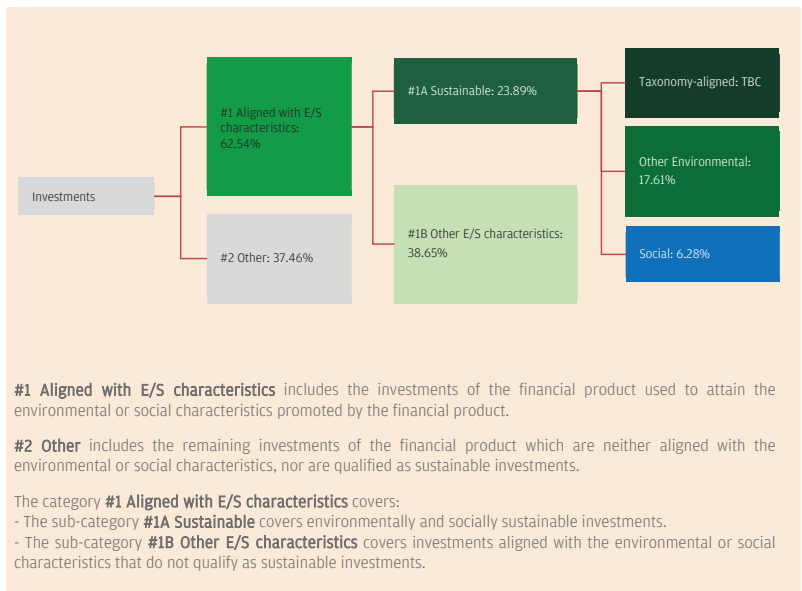 Investments
#1 Aligned with E/S
characteristics:
62.54%
#2 Other: 37.46%
#1A Sustainable: 23.89%
#1B Other E/S characteristics:
38.65%
Taxonomy-aligned: TBC
Other Environmental:
17.61%
Social: 6.28%
#1 Aligned with E/S characteristics includes the investments of the financial product used to attain the
environmental or social characteristics promoted by the financial product.
#2 Other includes the remaining investments of the financial product which are neither aligned with the
environmental or social characteristics, nor are qualified as sustainable investments.
The category #1 Aligned with E/S characteristics covers:
- The sub-category #1A Sustainable covers environmentally and socially sustainable investments.
- The sub-category #1B Other E/S characteristics covers investments aligned with the environmental or social
characteristics that do not qualify as sustainable investments.